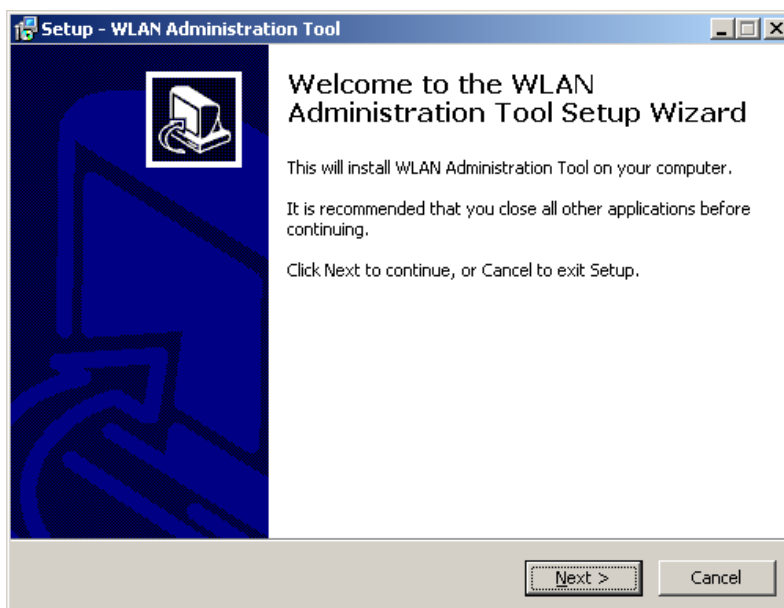 Setup - WLAN Administration Tool
Welcome to the WLAN
Administration Tool Setup Wizard
This will install WLAN Administration Tool on your computer.
It is recommended that you close all other applications before
continuing.
Click Next to continue, or Cancel to exit Setup.
Next >
Cancel